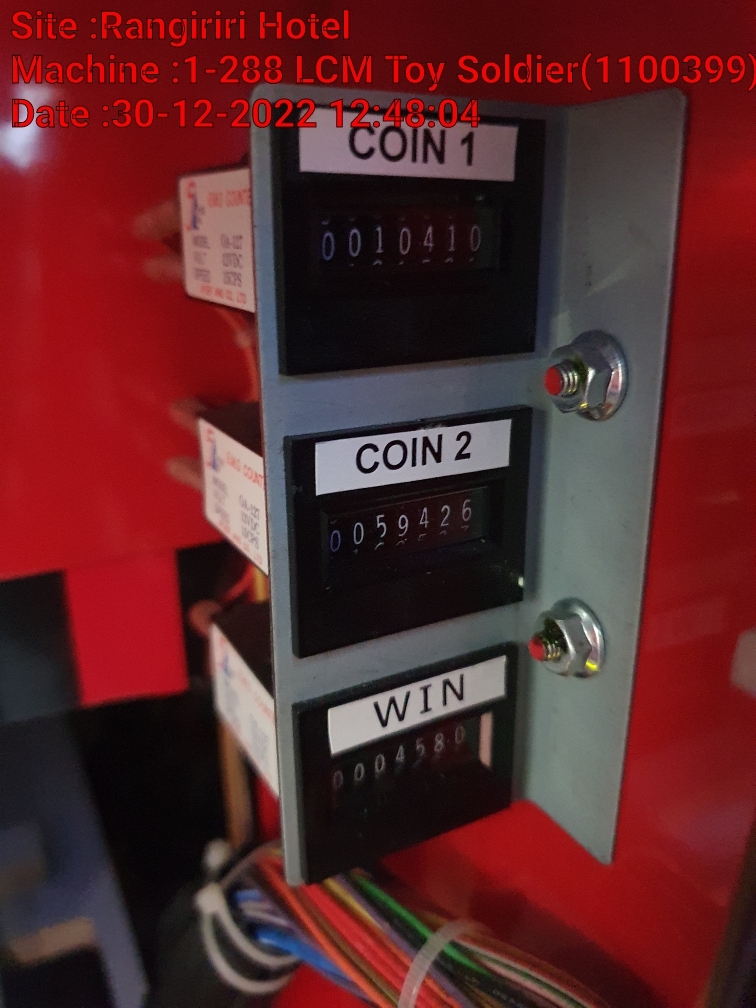 Site :Rangiriri Hotel
Machine :1-288 LCM Toy Soldier(1100399)
Date :30-12-2022 12:48:04
COIN 1
0010410
COIN 2
0059426
WIN
0004580